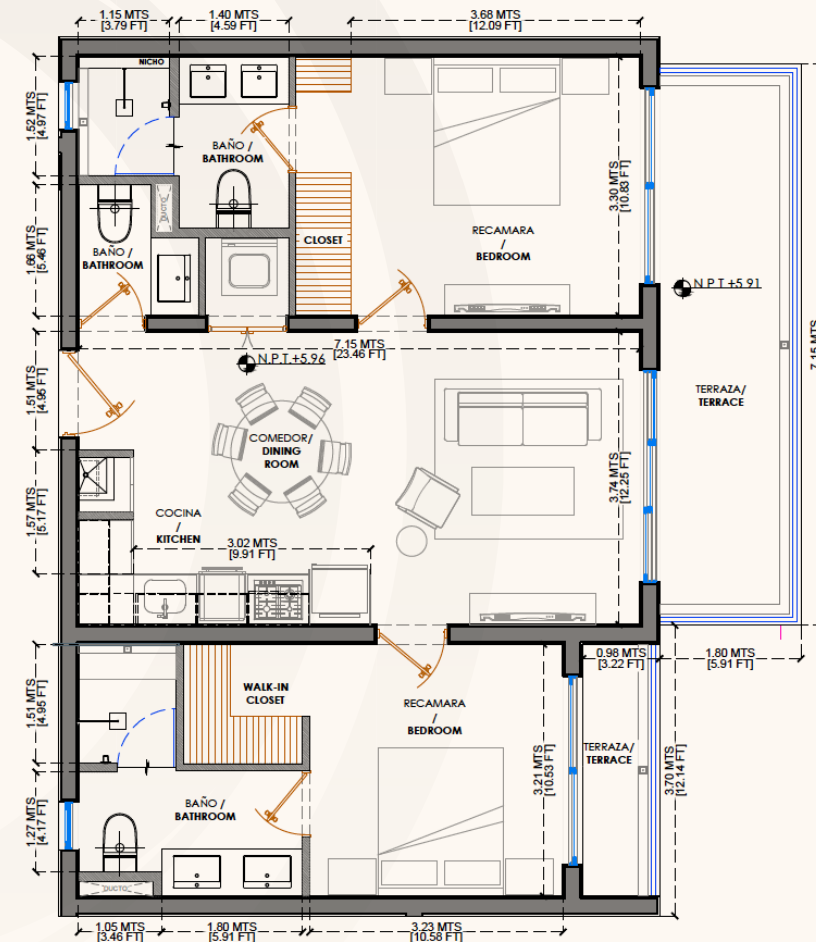 1.15 MTS
[3.79 FT]
1.40 MTS
[4.59 FT]
3.68 MTS
[12.09 FT]
NICHO
1.52 MTS
[4.97 FT]
BAÑO /
BATHROOM
DUCTO
3.30 MTS
[10.83 FT]
RECAMARA
/
BEDROOM
CLOSET
1.66 MTS
[5.46 FT]
BAÑO /
BATHROOM
N.P.T.+5.91
7.15 MTS
[23.46 FT]
N.P.T.+5.96
1.51 MTS
[4.95 FT]
7.15 MTS
TERRAZA/
TERRACE
COMEDOR/
DINING
ROOM
3.74 MTS
[12.25 FT]
1.57 MTS
[5.17 FT]
COCINA
/
KITCHEN
3.02 MTS
[9.91 FT]
0.98 MTS
[3.22 FT]
1.80 MTS
[5.91 FT]
1.51 MTS
[4.95 FT]
WALK-IN
CLOSET
RECAMARA
/
BEDROOM
TERRAZA/
TERRACE
3.21 MTS
[10.53 FT]
3.70 MTS
[12.14 FT]
1.27 MTS
[4.17 FT]
BAÑO /
BATHROOM
DUCTO
1.05 MTS
[3.46 FT]
1.80 MTS
[5.91 FT]
3.23 MTS
[10.58 FT]